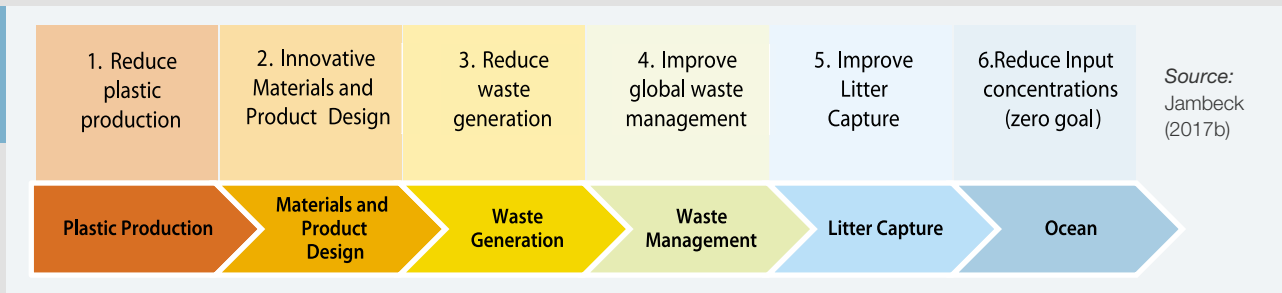 1. Reduce
plastic
production
2. Innovative
Materials and
Product Design
3. Reduce
waste
generation
4. Improve
global waste
management
5. Improve
Litter
Capture
6.Reduce Input
concentrations
(zero goal)
Source:
Jambeck
(2017b)
Plastic Production
Materials and
Product
Design
Waste
Generation
Waste
Management
Litter Capture
Ocean